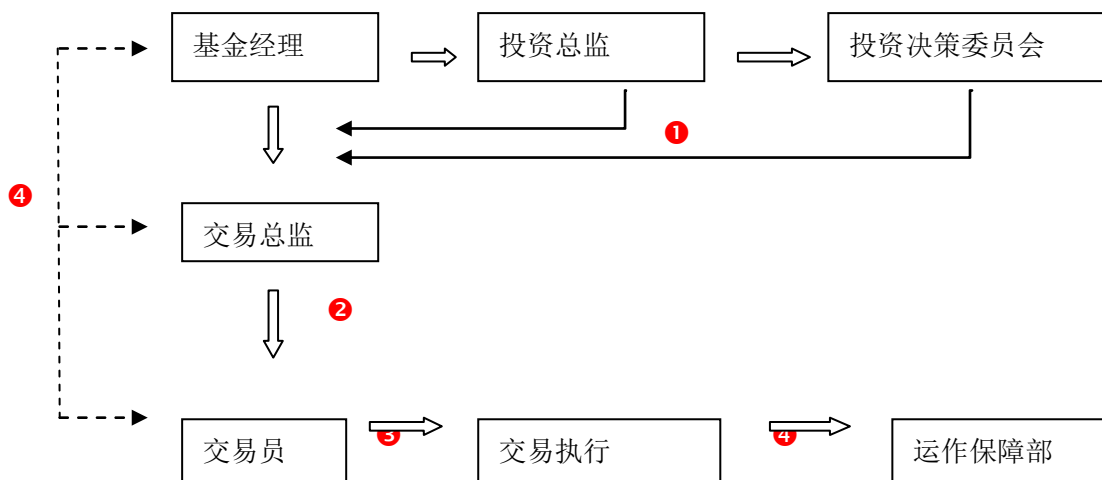 基金经理
投资总监
投资决策委员会
❶
❹
交易总监
❷
交易员
❸
交易执行
❹
运作保障部